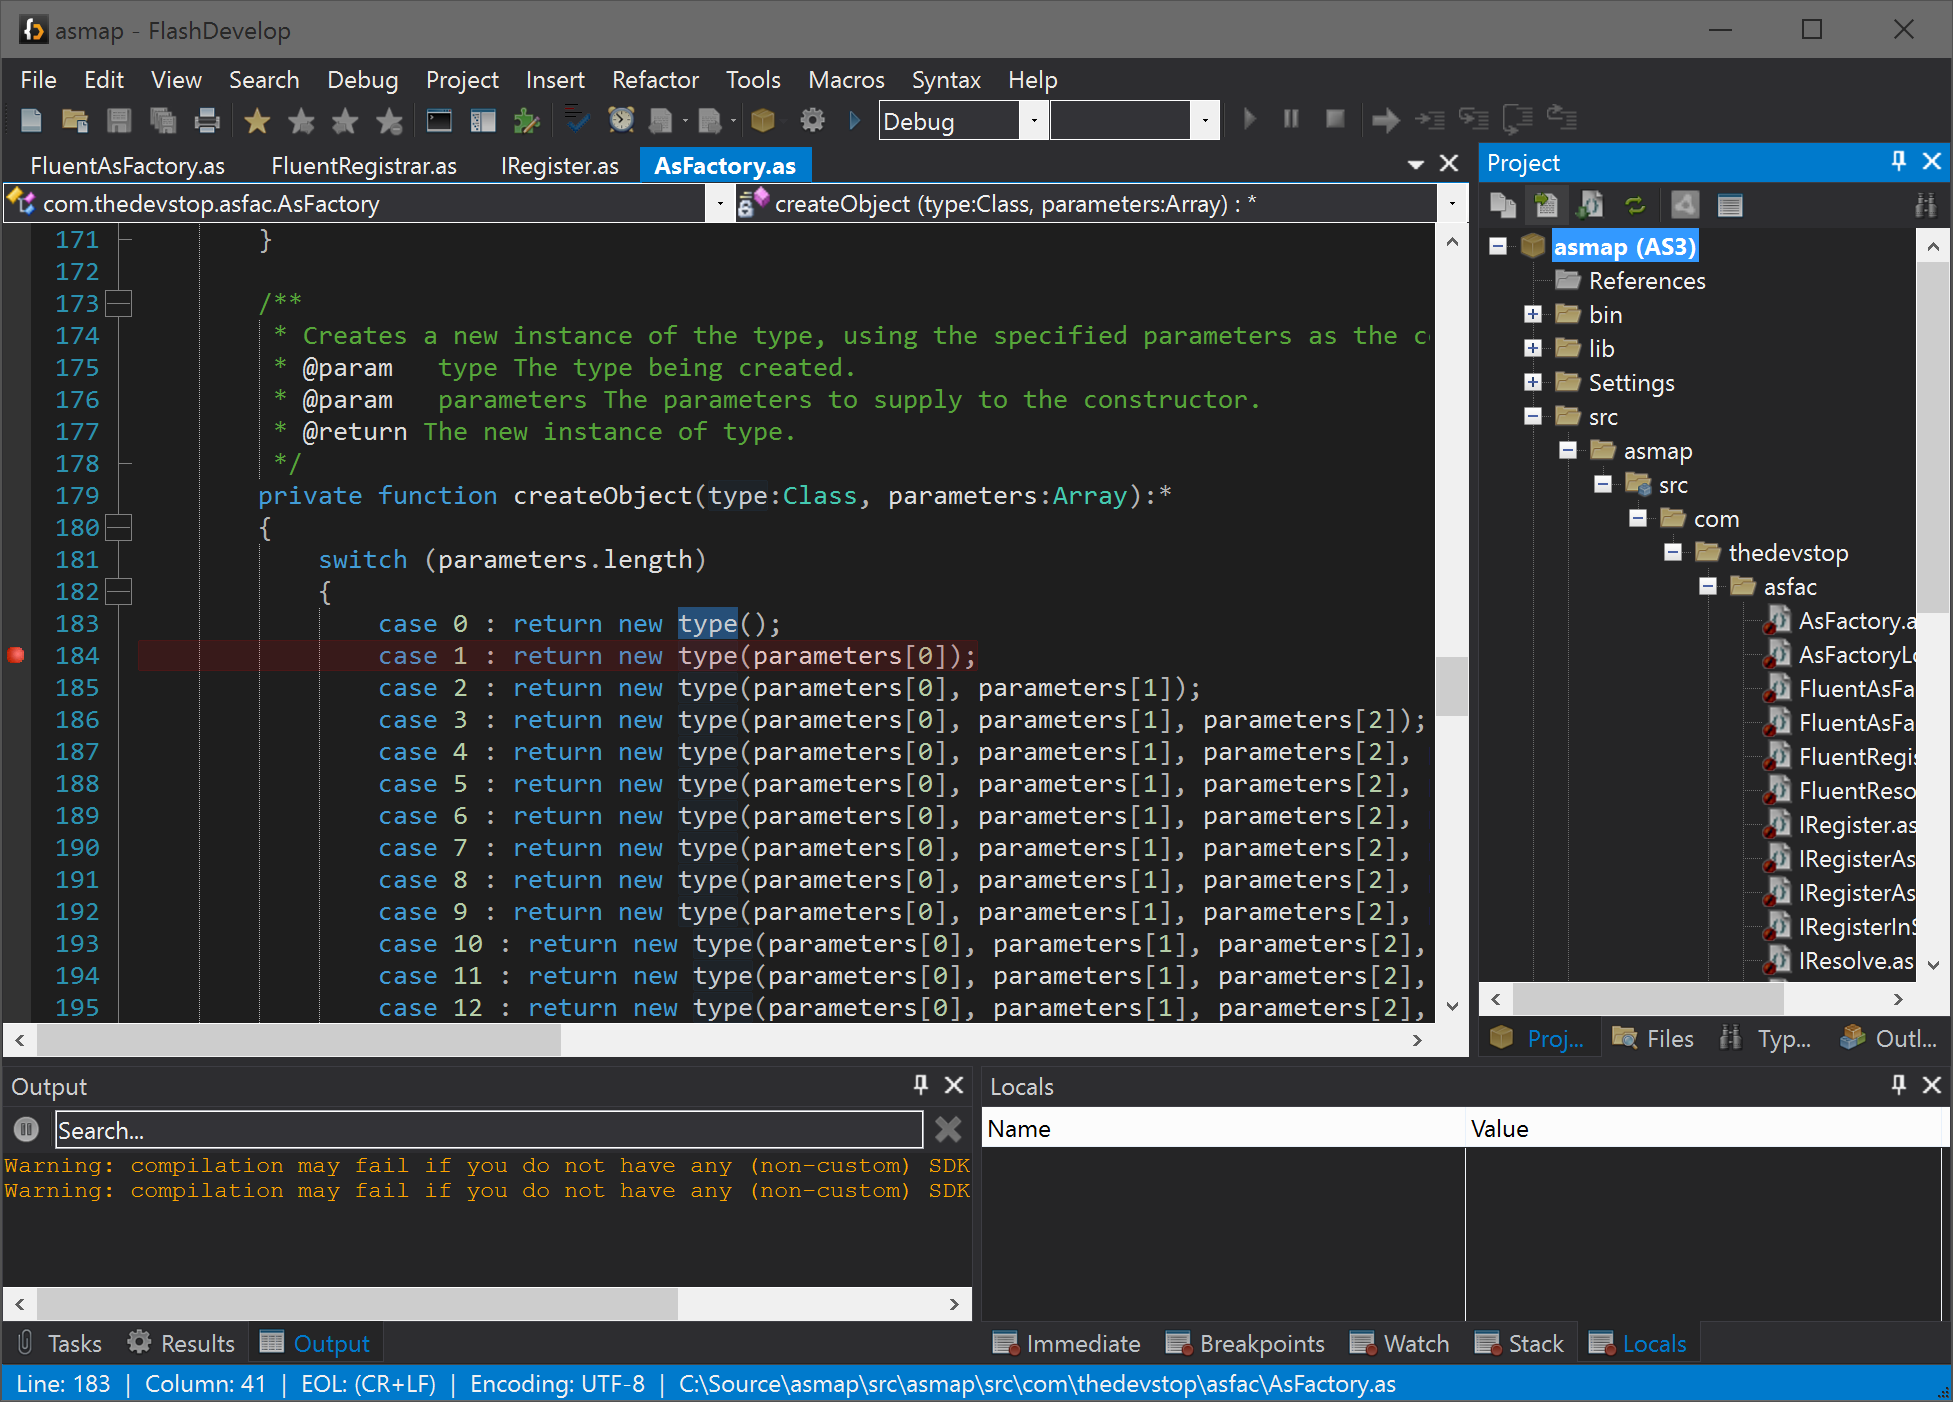 asmap - FlashDevelop
File Edit View Search Debug Project Insert Refactor Tools Macros Syntax Help
Debug
FluentAsFactory.as FluentRegistrar.as IRegister.as AsFactory.as
com.thedevstop.asfac.AsFactory createObject (type:Class, parameters:Array) : *
171 }
172
173 /**
174 * Creates a new instance of the type, using the specified parameters as the c
175 * @param type The type being created.
176 * @param parameters The parameters to supply to the constructor.
177 * @return The new instance of type.
178 */
179 private function createObject(type:Class, parameters:Array):*
180 {
181 switch (parameters.length)
182 {
183 case 0 : return new type();
184 case 1 : return new type(parameters[0]);
185 case 2 : return new type(parameters[0], parameters[1]);
186 case 3 : return new type(parameters[0], parameters[1], parameters[2]);
187 case 4 : return new type(parameters[0], parameters[1], parameters[2],
188 case 5 : return new type(parameters[0], parameters[1], parameters[2],
189 case 6 : return new type(parameters[0], parameters[1], parameters[2],
190 case 7 : return new type(parameters[0], parameters[1], parameters[2],
191 case 8 : return new type(parameters[0], parameters[1], parameters[2],
192 case 9 : return new type(parameters[0], parameters[1], parameters[2],
193 case 10 : return new type(parameters[0], parameters[1], parameters[2],
194 case 11 : return new type(parameters[0], parameters[1], parameters[2],
195 case 12 : return new type(parameters[0], parameters[1], parameters[2],
Project
asmap (AS3)
References
bin
lib
Settings
src
asmap
src
com
thedevstop
asfac
AsFactory.a
AsFactoryLo
FluentAsFa
FluentAsFa
FluentRegis
FluentReso
IRegister.as
IRegisterAs
IRegisterAs
IRegisterInS
IResolve.as
Proj... Files Typ... Outl...
Output
Search...
Warning: compilation may fail if you do not have any (non-custom) SDK
Warning: compilation may fail if you do not have any (non-custom) SDK
Tasks Results Output
Locals
Name Value
Immediate Breakpoints Watch Stack Locals
Line: 183 | Column: 41 | EOL: (CR+LF) | Encoding: UTF-8 | C:\Source\asmap\src\asmap\src\com\thedevstop\asfac\AsFactory.as